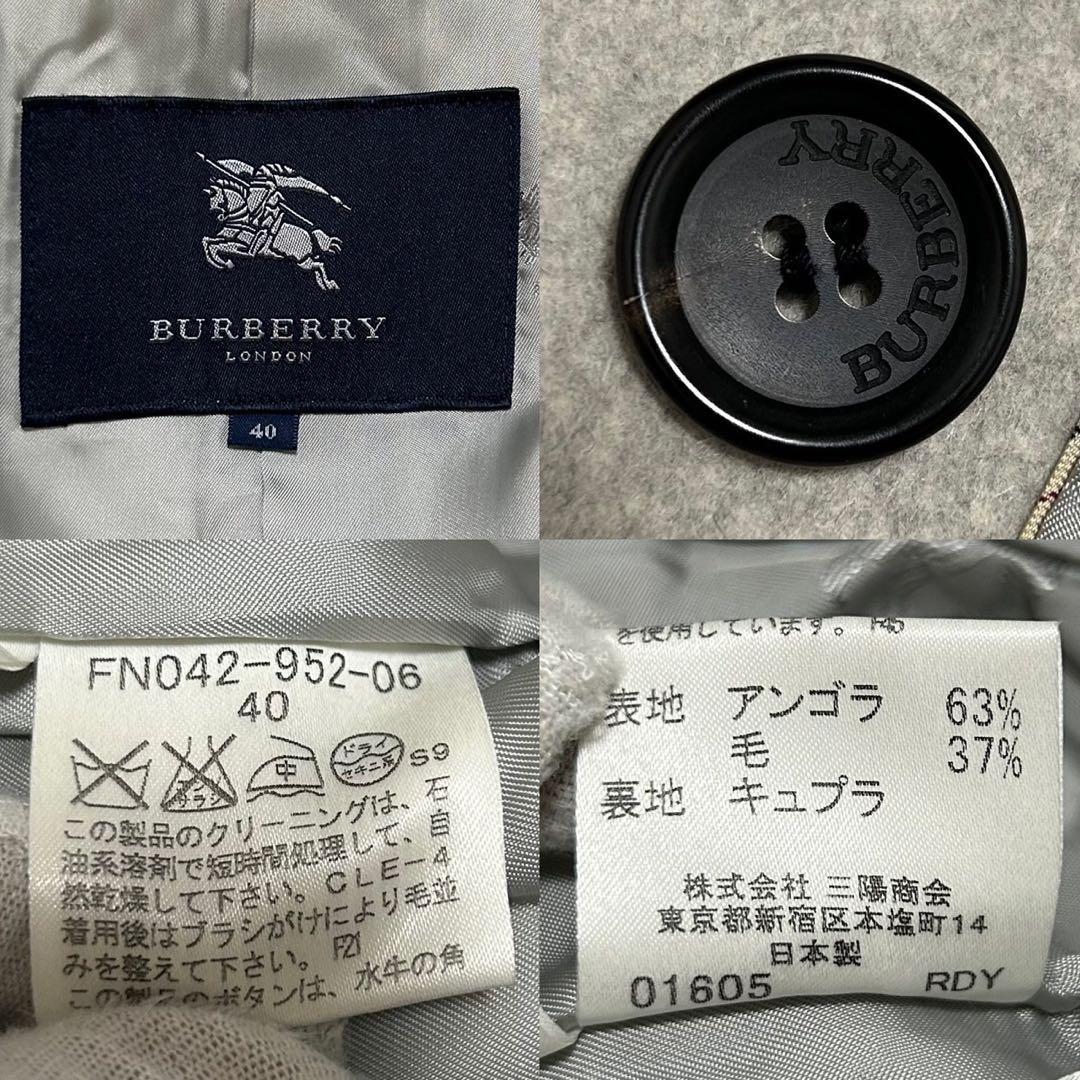 BURBERRY
LONDON
40
BURBERRY
FN042-952-06
40
中
ドライ
セキユ系
S9
この製品のクリーニングは、石
油系溶剤で短時間処理して、自
然乾燥して下さい。CLE-4
着用後はブラシがけにより毛並
みを整えて下さい。F21
この製品のボタンは、水牛の角
を使用しています。F45
表地 アンゴラ 63%
毛 37%
裏地 キュプラ
株式会社 三陽商会
東京都新宿区本塩町14
日本製
01605 RDY